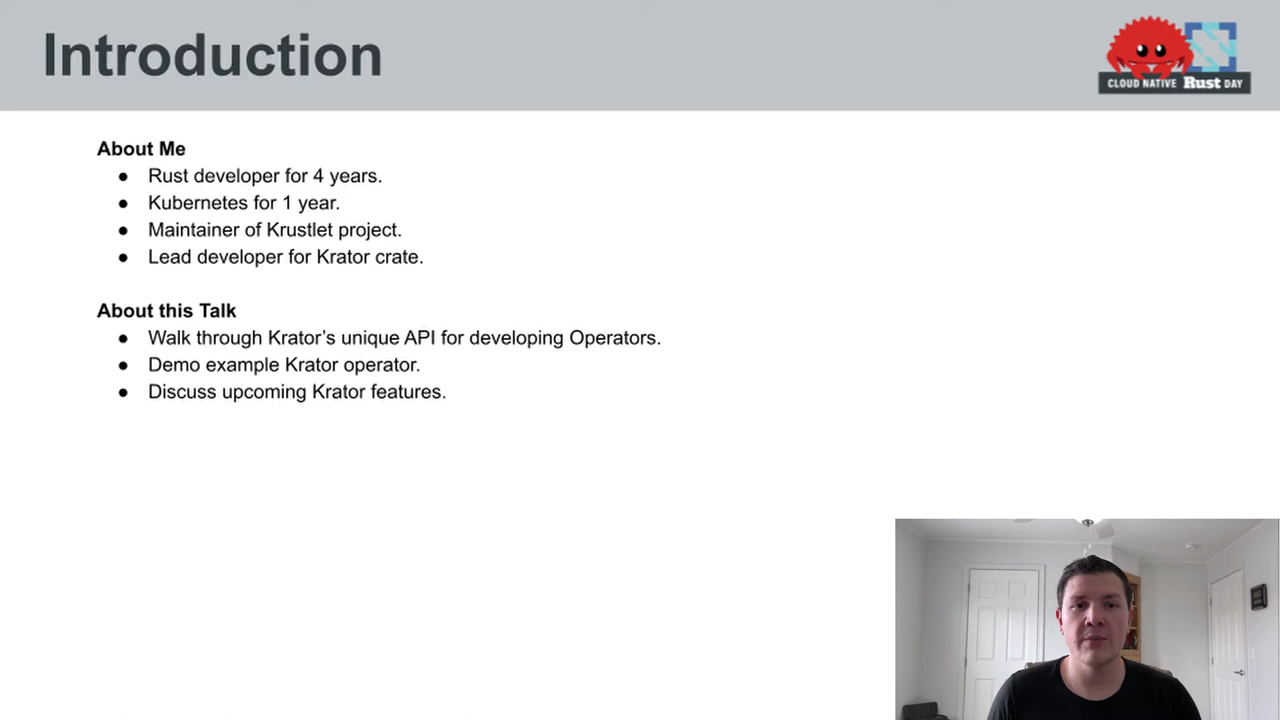 Introduction
CLOUD NATIVE Rust DAY
About Me
● Rust developer for 4 years.
● Kubernetes for 1 year.
● Maintainer of Krustlet project.
● Lead developer for Krator crate.
About this Talk
● Walk through Krator’s unique API for developing Operators.
● Demo example Krator operator.
● Discuss upcoming Krator features.